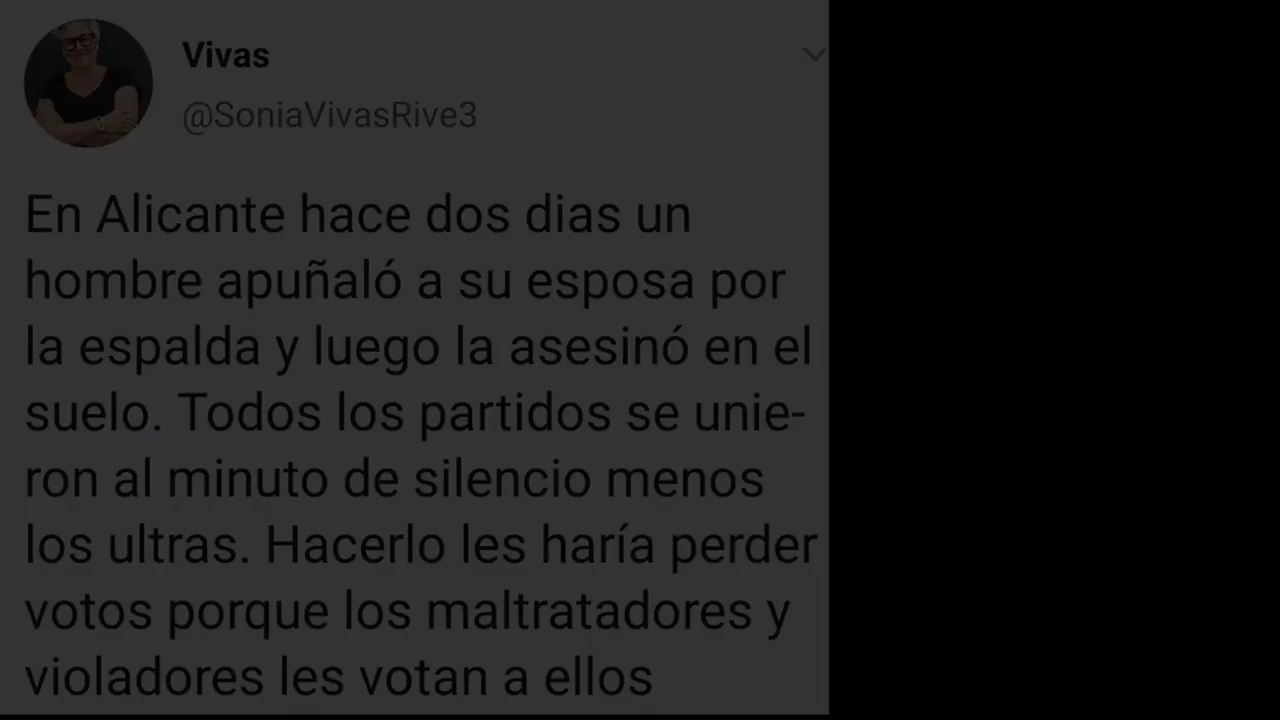 Vivas
@SoniaVivasRive3
En Alicante hace dos dias un
hombre apuñaló a su esposa por
la espalda y luego la asesinó en el
suelo. Todos los partidos se unie-
ron al minuto de silencio menos
los ultras. Hacerlo les haría perder
votos porque los maltratadores y
violadores les votan a ellos